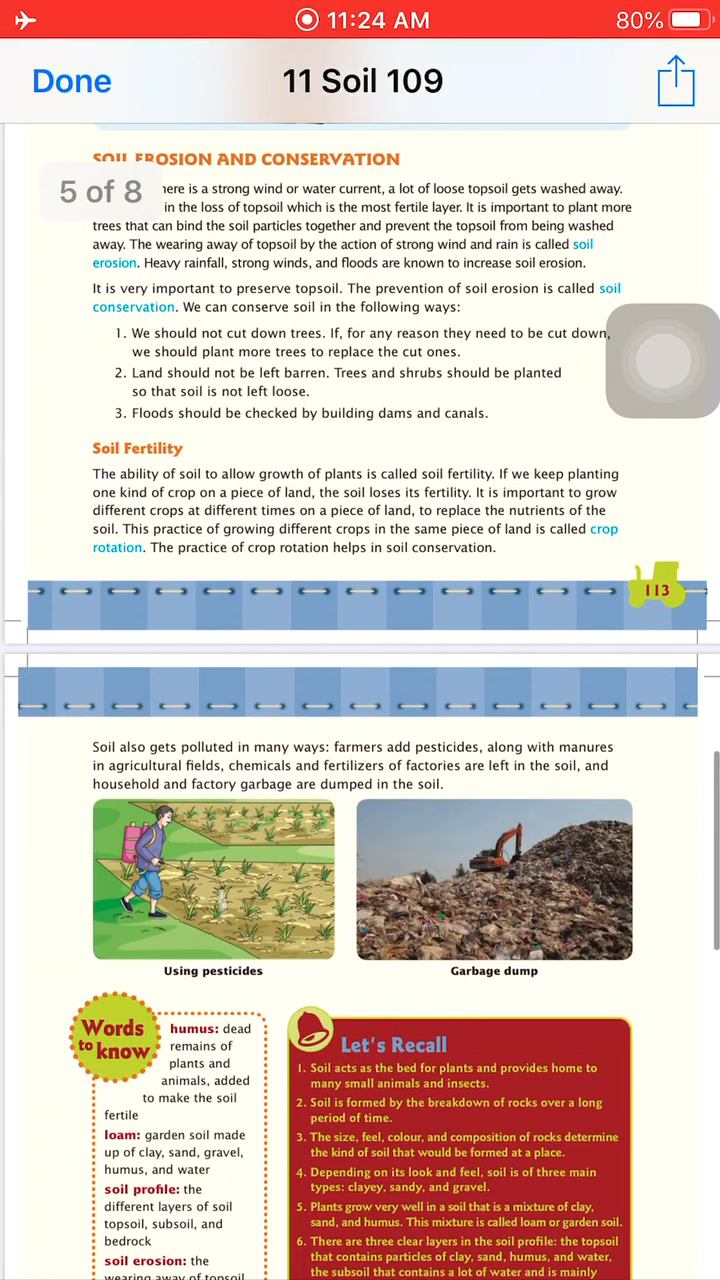 11:24 AM
80%
Done
11 Soil 109
SOIL EROSION AND CONSERVATION
5 of 8
here is a strong wind or water current, a lot of loose topsoil gets washed away.
in the loss of topsoil which is the most fertile layer. It is important to plant more
trees that can bind the soil particles together and prevent the topsoil from being washed
away. The wearing away of topsoil by the action of strong wind and rain is called soil
erosion. Heavy rainfall, strong winds, and floods are known to increase soil erosion.
It is very important to preserve topsoil. The prevention of soil erosion is called soil
conservation. We can conserve soil in the following ways:
1. We should not cut down trees. If, for any reason they need to be cut down,
we should plant more trees to replace the cut ones.
2. Land should not be left barren. Trees and shrubs should be planted
so that soil is not left loose.
3. Floods should be checked by building dams and canals.
Soil Fertility
The ability of soil to allow growth of plants is called soil fertility. If we keep planting
one kind of crop on a piece of land, the soil loses its fertility. It is important to grow
different crops at different times on a piece of land, to replace the nutrients of the
soil. This practice of growing different crops in the same piece of land is called crop
rotation. The practice of crop rotation helps in soil conservation.
113
Soil also gets polluted in many ways: farmers add pesticides, along with manures
in agricultural fields, chemicals and fertilizers of factories are left in the soil, and
household and factory garbage are dumped in the soil.
Using pesticides
Garbage dump
Words
to know
humus: dead
remains of
plants and
animals, added
to make the soil
fertile
loam: garden soil made
up of clay, sand, gravel,
humus, and water
soil profile: the
different layers of soil
topsoil, subsoil, and
bedrock
soil erosion: the
wearing away of topsoil
Let's Recall
1. Soil acts as the bed for plants and provides home to
many small animals and insects.
2. Soil is formed by the breakdown of rocks over a long
period of time.
3. The size, feel, colour, and composition of rocks determine
the kind of soil that would be formed at a place.
4. Depending on its look and feel, soil is of three main
types: clayey, sandy, and gravel.
5. Plants grow very well in a soil that is a mixture of clay,
sand, and humus. This mixture is called loam or garden soil.
6. There are three clear layers in the soil profile: the topsoil
that contains particles of clay, sand, humus, and water,
the subsoil that contains a lot of water and is mainly